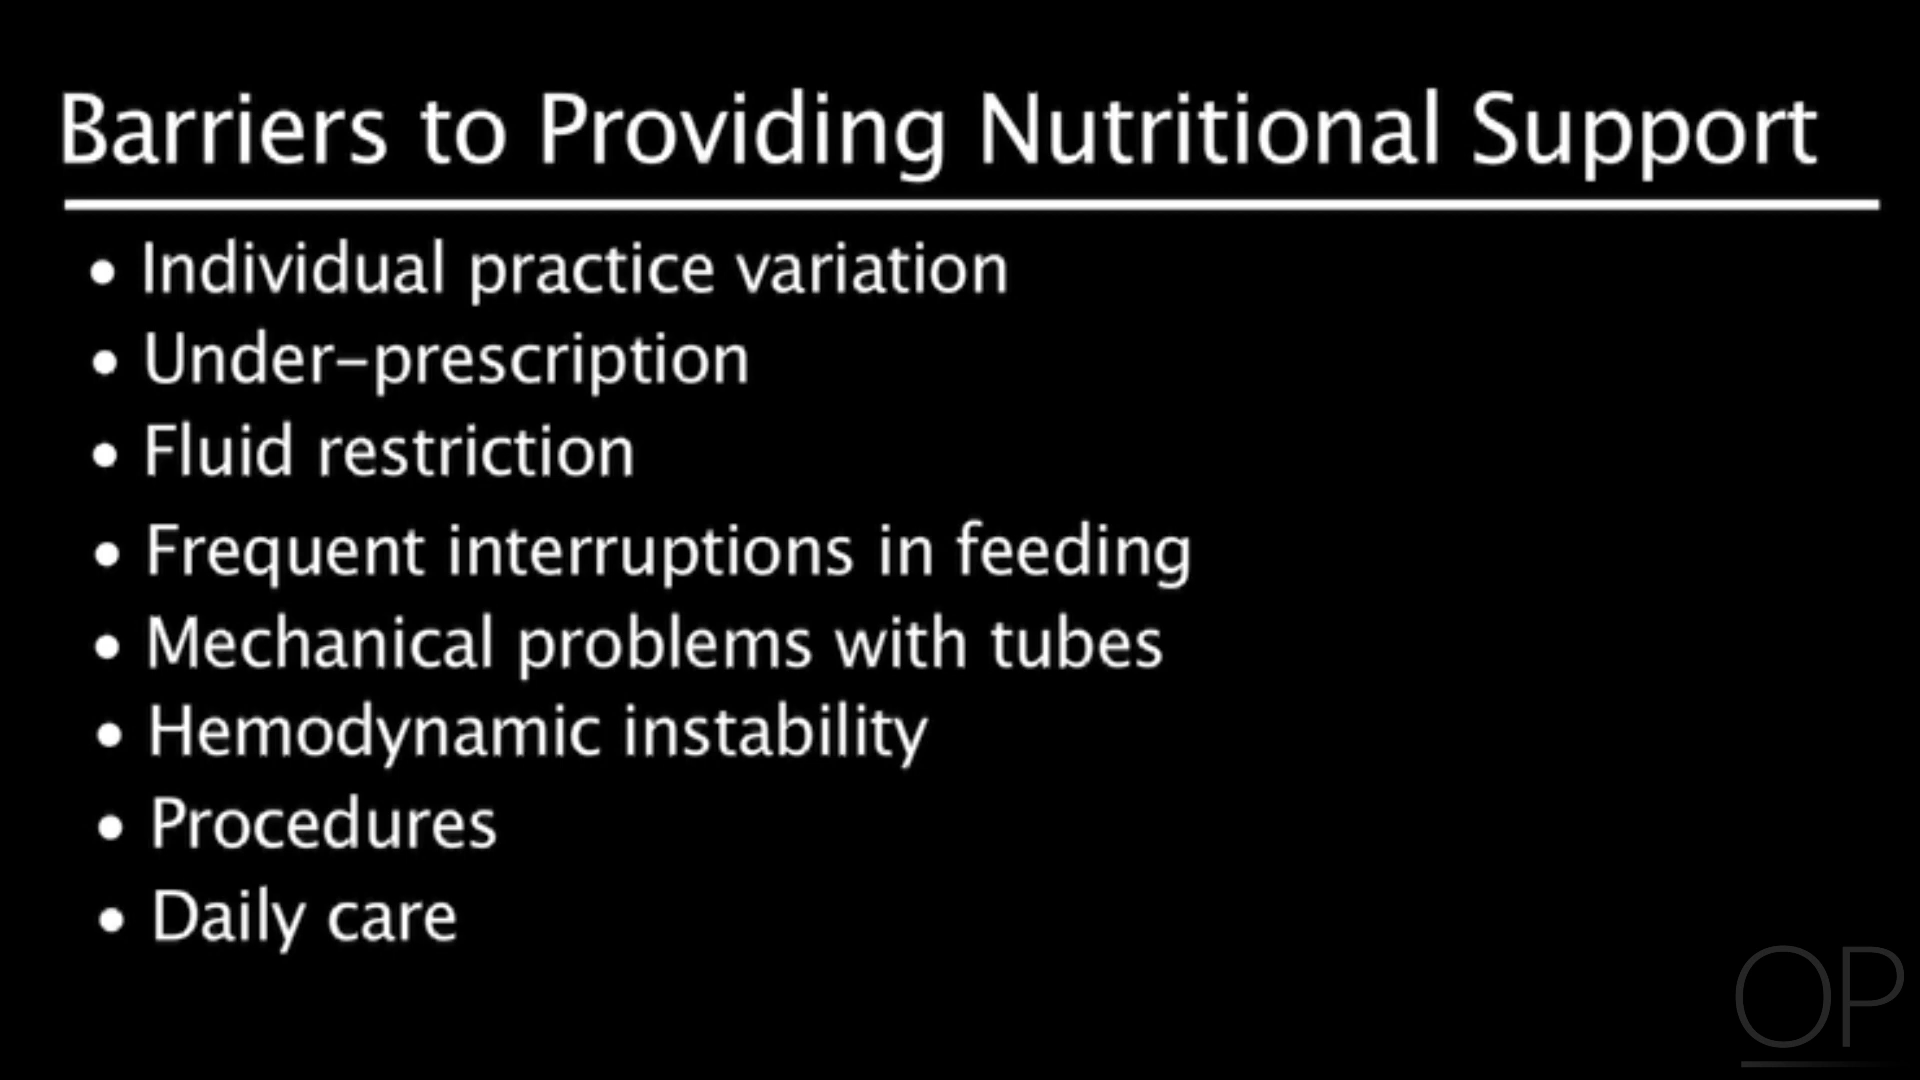 Barriers to Providing Nutritional Support
• Individual practice variation
• Under-prescription
• Fluid restriction
• Frequent interruptions in feeding
• Mechanical problems with tubes
• Hemodynamic instability
• Procedures
• Daily care
OP